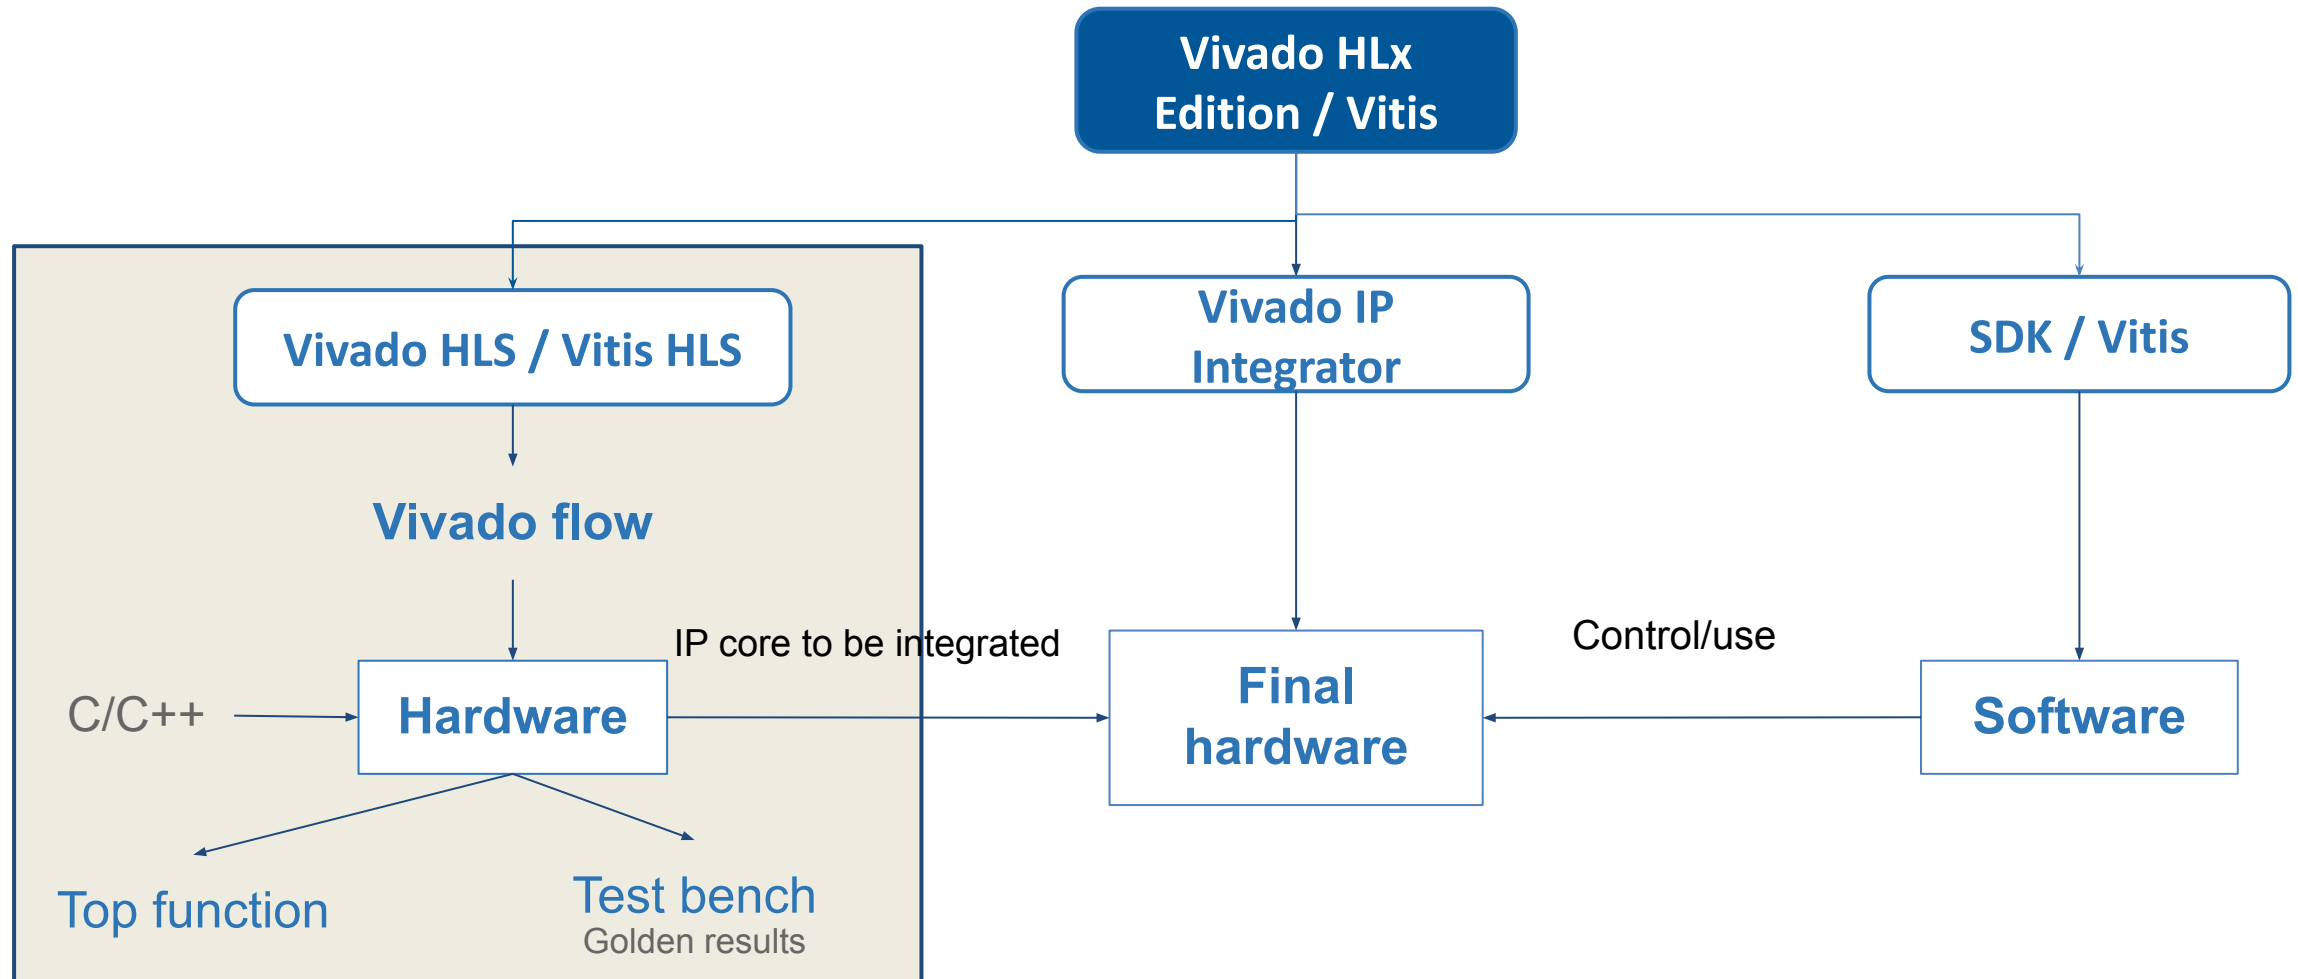 Vivado HLx
Edition / Vitis
Vivado HLS / Vitis HLS
Vivado IP
Integrator
SDK / Vitis
Vivado flow
IP core to be integrated
Control/use
C/C++
Hardware
Final
hardware
Software
Top function
Test bench
Golden results